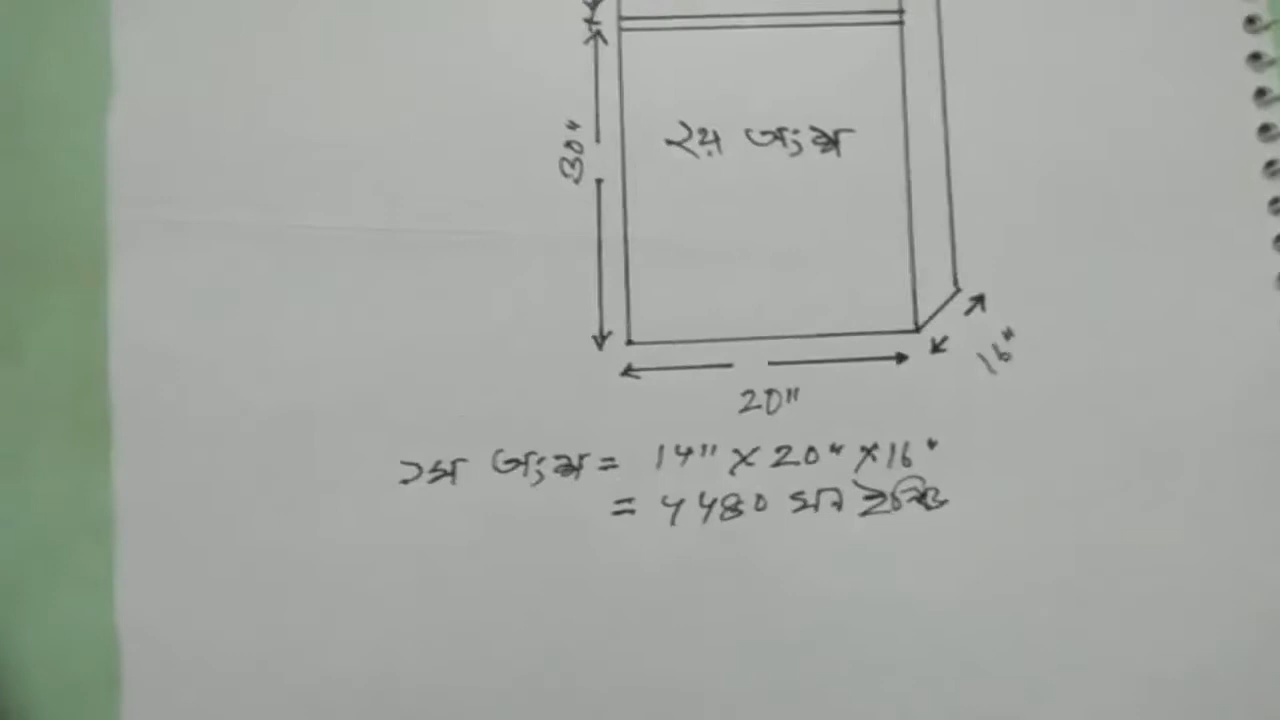 30"
২য় অংশ
16"
20"
১ম অংশ = 14" × 20" × 16"
= 4480 ঘন ইঞ্চি